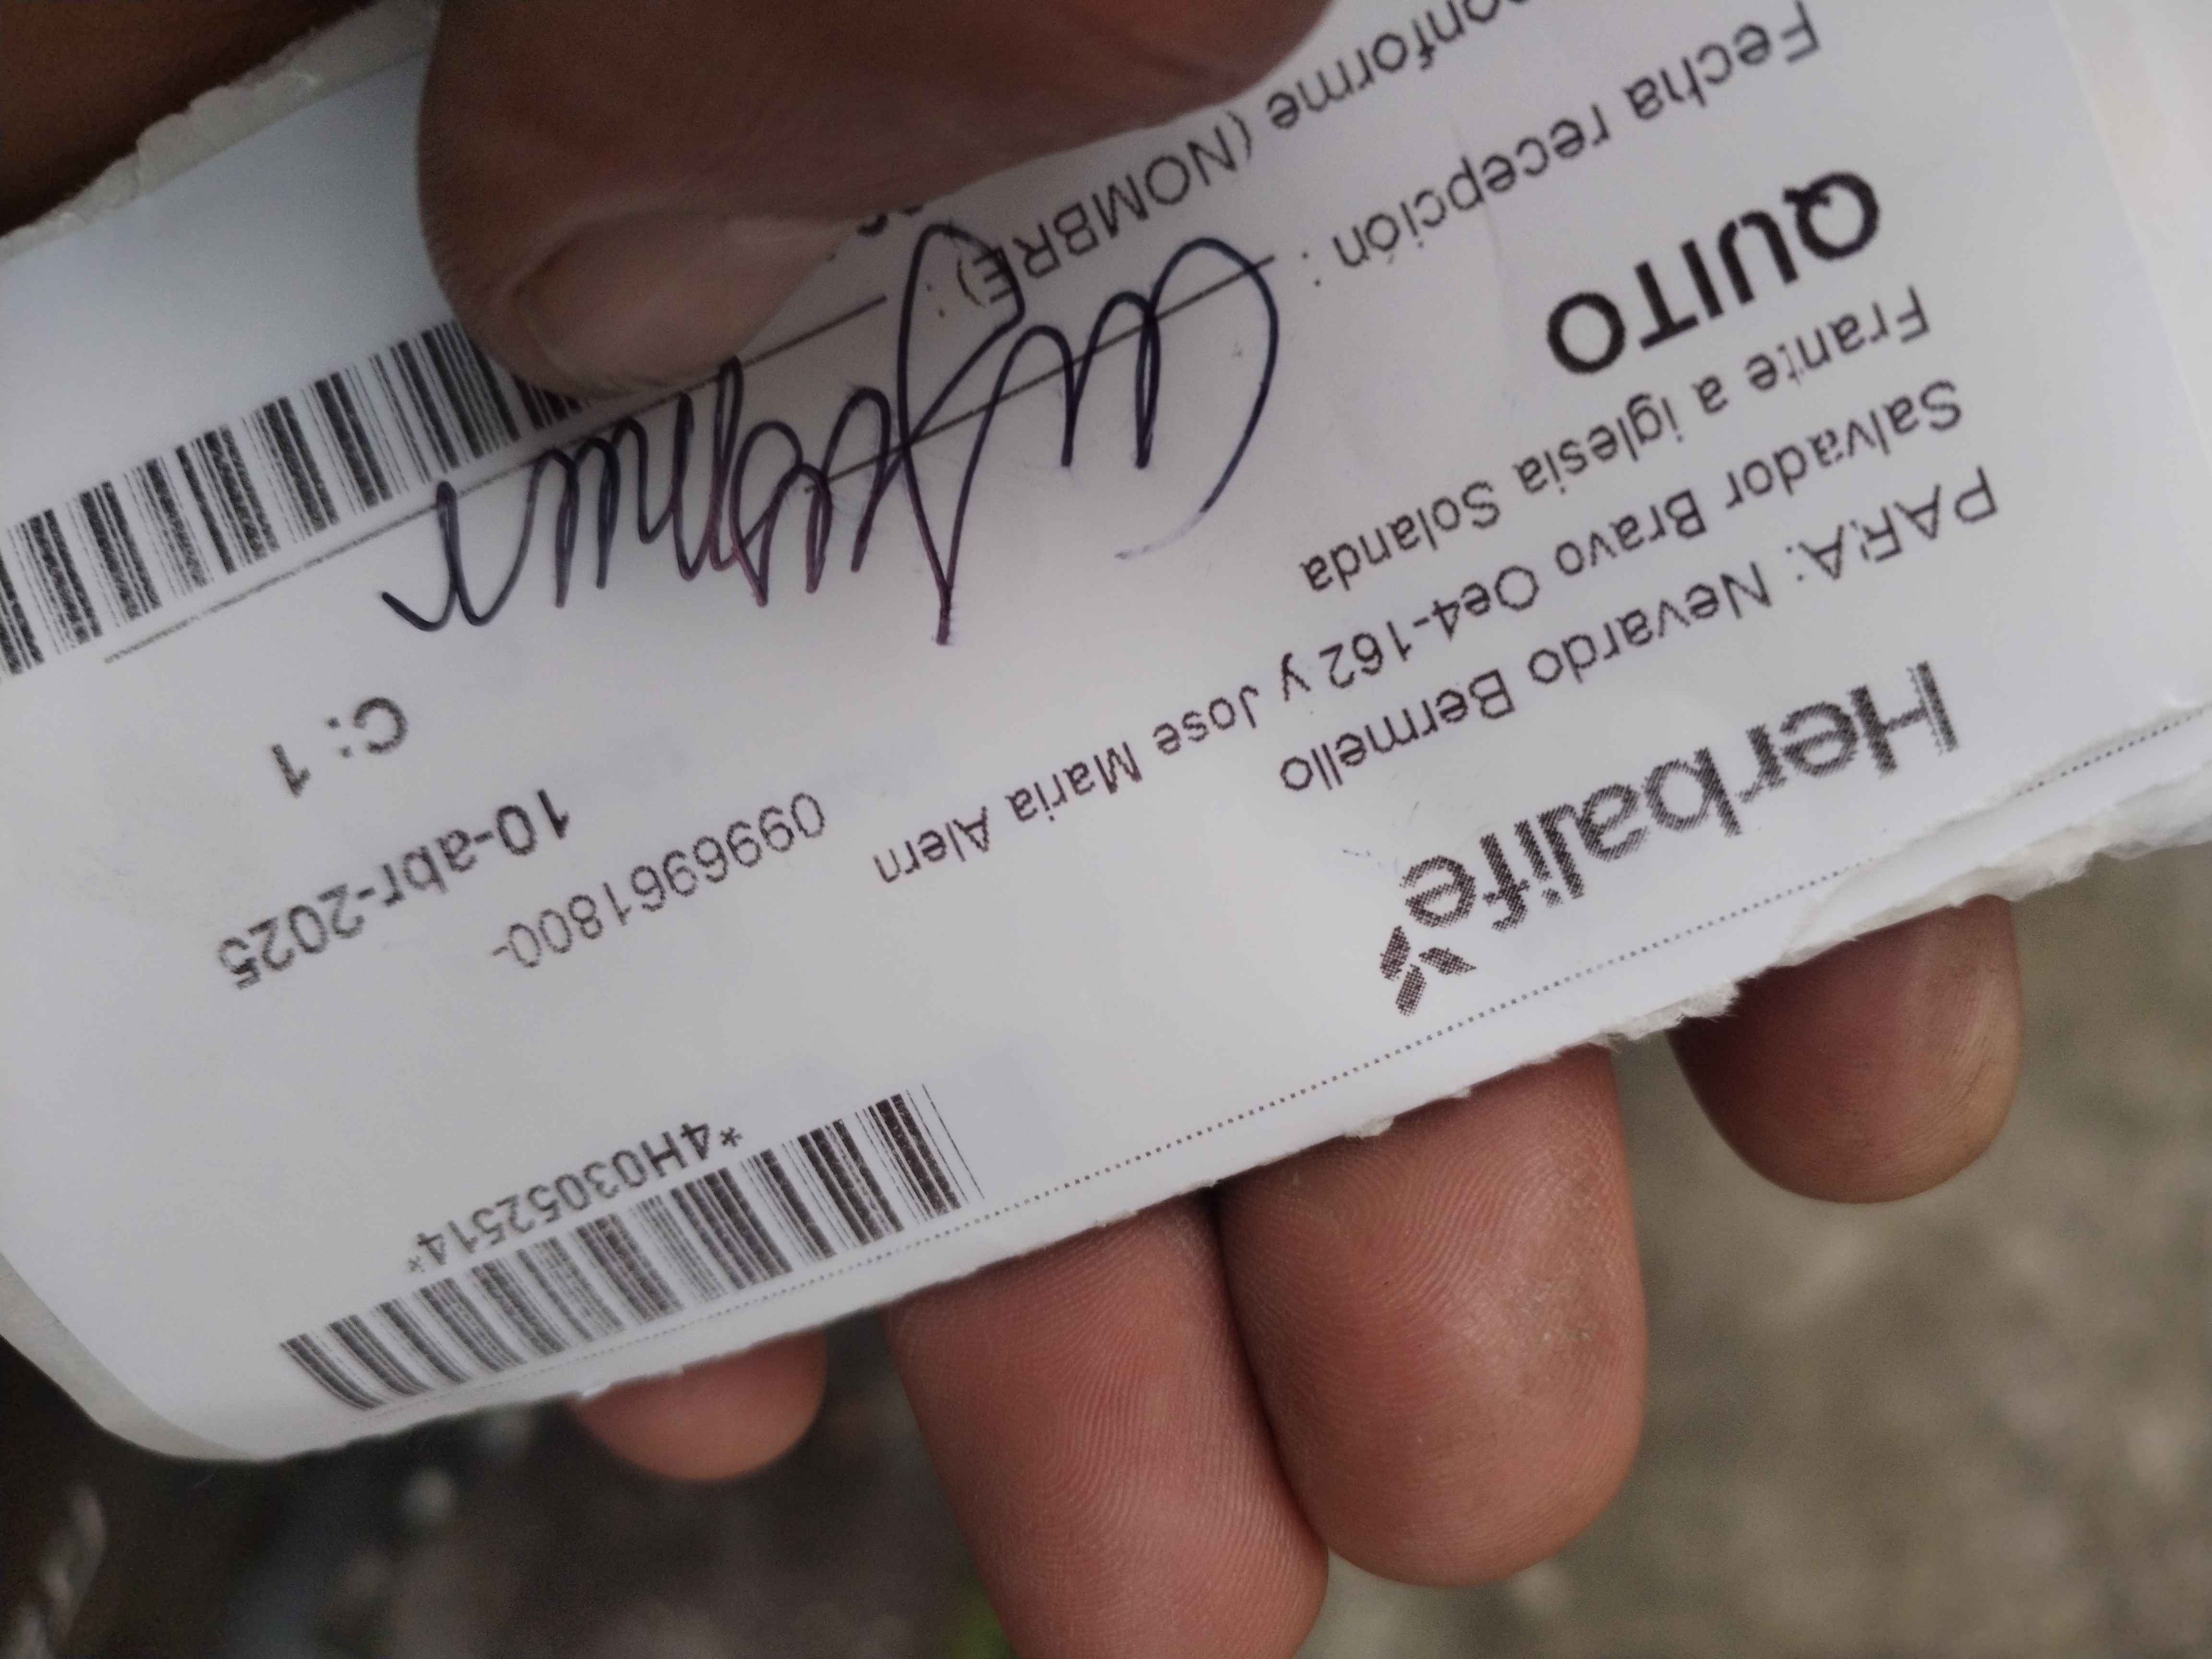 Herbalife
*4H03052514*
PARA: Nevardo Bermello
0996961800-
Salvador Bravo Oe4-162 y Jose Maria Alem
10-abr-2025
Frante a iglesia Solanda
C: 1
QUITO
Fecha recepción :
conforme (NOMBRE) :